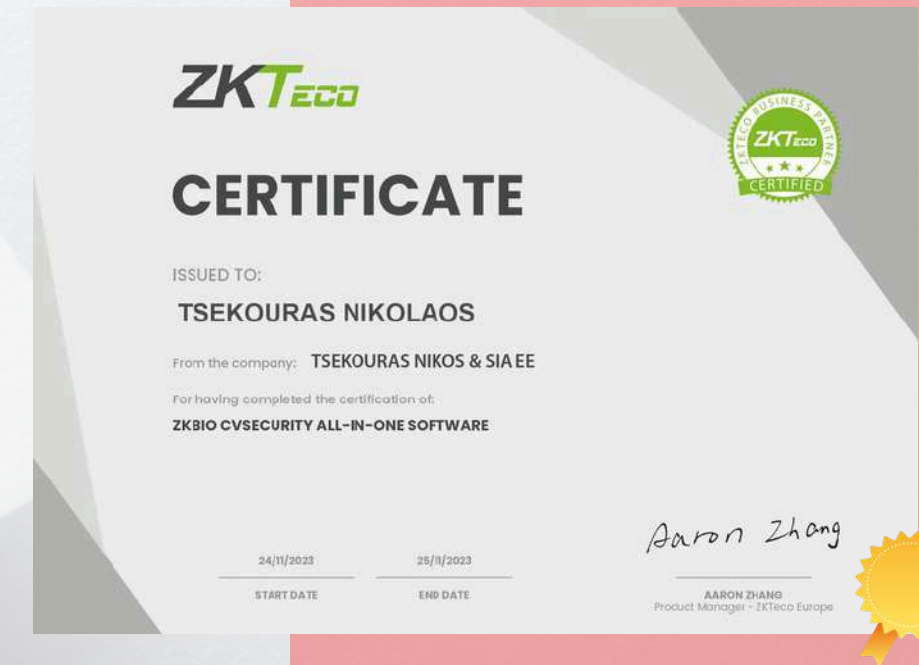 ZKTECO
ZKTECO BUSINESS PARTNER
ZKTECO
CERTIFIED
CERTIFICATE
ISSUED TO:
TSEKOURAS NIKOLAOS
From the company: TSEKOURAS NIKOS & SIA EE
For having completed the certification of:
ZKBIO CVSECURITY ALL-IN-ONE SOFTWARE
Aaron Zhang
24/11/2023 25/11/2023
START DATE END DATE
AARON ZHANG
Product Manager - ZKTeco Europe